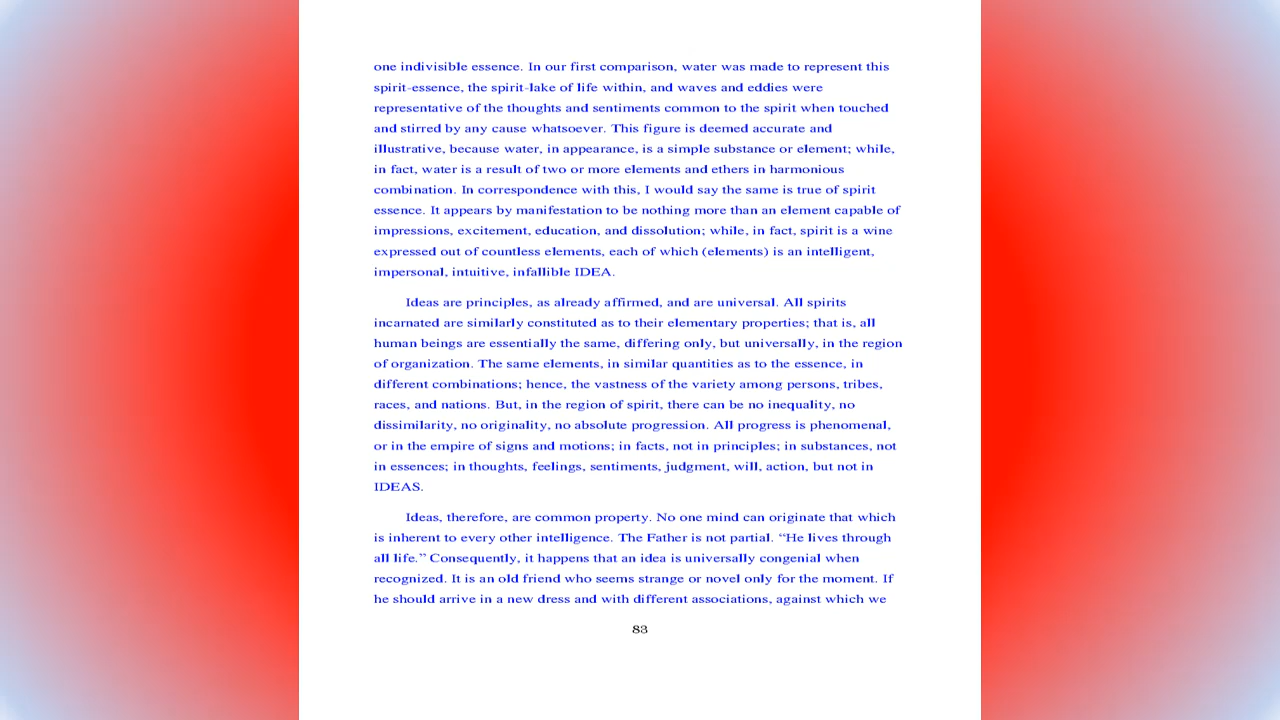 one indivisible essence. In our first comparison, water was made to represent this
spirit-essence, the spirit-lake of life within, and waves and eddies were
representative of the thoughts and sentiments common to the spirit when touched
and stirred by any cause whatsoever. This figure is deemed accurate and
illustrative, because water, in appearance, is a simple substance or element; while,
in fact, water is a result of two or more elements and ethers in harmonious
combination. In correspondence with this, I would say the same is true of spirit
essence. It appears by manifestation to be nothing more than an element capable of
impressions, excitement, education, and dissolution; while, in fact, spirit is a wine
expressed out of countless elements, each of which (elements) is an intelligent,
impersonal, intuitive, infallible IDEA.
Ideas are principles, as already affirmed, and are universal. All spirits
incarnated are similarly constituted as to their elementary properties; that is, all
human beings are essentially the same, differing only, but universally, in the region
of organization. The same elements, in similar quantities as to the essence, in
different combinations; hence, the vastness of the variety among persons, tribes,
races, and nations. But, in the region of spirit, there can be no inequality, no
dissimilarity, no originality, no absolute progression. All progress is phenomenal,
or in the empire of signs and motions; in facts, not in principles; in substances, not
in essences; in thoughts, feelings, sentiments, judgment, will, action, but not in
IDEAS.
Ideas, therefore, are common property. No one mind can originate that which
is inherent to every other intelligence. The Father is not partial. “He lives through
all life.” Consequently, it happens that an idea is universally congenial when
recognized. It is an old friend who seems strange or novel only for the moment. If
he should arrive in a new dress and with different associations, against which we
83